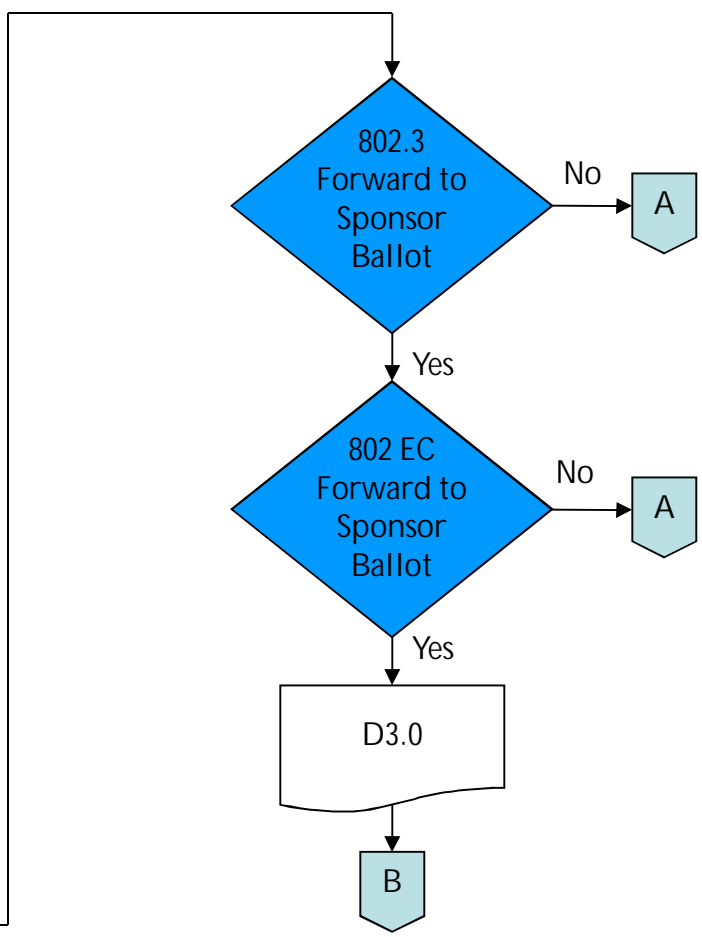 802.3
Forward to
Sponsor
Ballot
No
A
Yes
802 EC
Forward to
Sponsor
Ballot
No
A
Yes
D3.0
B